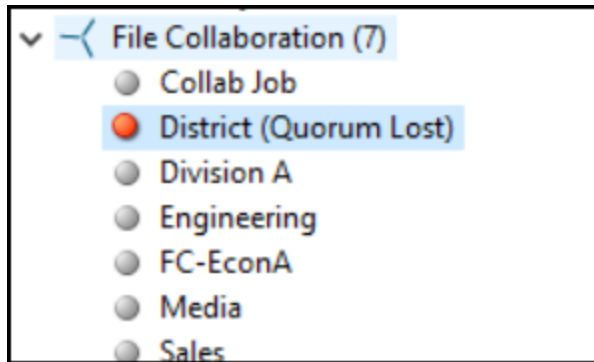 File Collaboration (7)
Collab Job
District (Quorum Lost)
Division A
Engineering
FC-EconA
Media
Sales